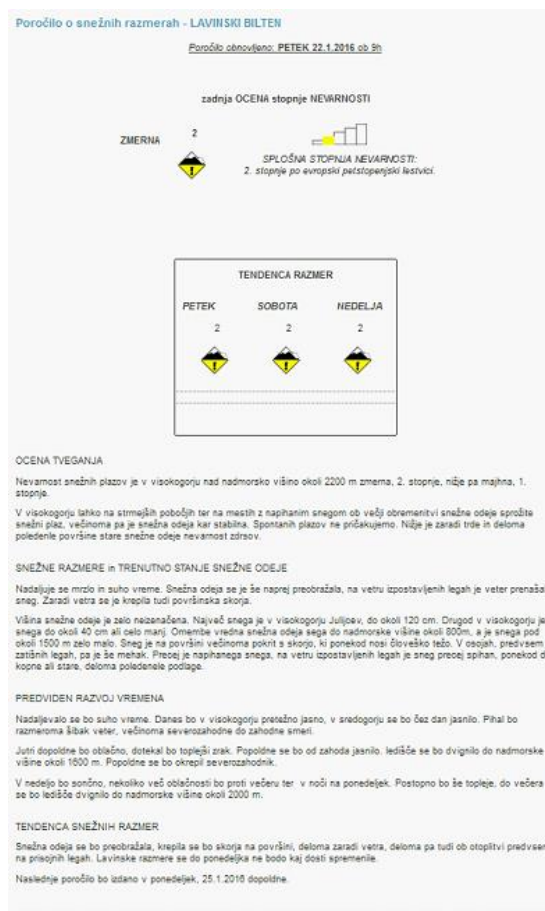 Poročilo o snežnih razmerah - LAVINSKI BILTEN
Poročilo obnovljeno: PETEK 22.1.2016 ob 9h
zadnja OCENA stopnje NEVARNOSTI
ZMERNA
2
SPLOŠNA STOPNJA NEVARNOSTI:
2. stopnje po evropski petstopenjski lestvici.
TENDENCA RAZMER
PETEK SOBOTA NEDELJA
2 2 2
OCENA TVEGANJA
Nevarnost snežnih plazov je v visokogorju nad nadmorsko višino okoli 2200 m zmerna, 2. stopnje, nižje pa majhna, 1.
stopnje.
V visokogorju lahko na strmejših pobočjih ter na mestih z napihanim snegom ob večji obremenitvi snežne odeje sprožite
snežni plaz, večinoma pa je snežna odeja kar stabilna. Spontanih plazov ne pričakujemo. Nižje je zaradi trde in deloma
poledenle površine stare snežne odeje nevarnost zdrsov.
SNEŽNE RAZMERE in TRENUTNO STANJE SNEŽNE ODEJE
Nadaljuje se mrzlo in suho vreme. Snežna odeja se je še naprej preobražala, na vetru izpostavljenih legah je veter prenašal
sneg. Zaradi vetra se je krepila tudi površinska skorja.
Višina snežne odeje je zelo neizenačena. Največ snega je v visokogorju Julijcev, do okoli 120 cm. Drugod v visokogorju je
snega do okoli 40 cm ali celo manj. Omembe vredna snežna odeja sega do nadmorske višine okoli 800m, a je snega pod
okoli 1500 m zelo malo. Sneg je na površini večinoma pokrit s skorjo, ki ponekod nosi človeško težo. V osojah, predvsem v
zatišnih legah, pa je še mehak. Precej je napihanega snega, na vetru izpostavljenih legah je sneg precej spihan, ponekod do
kopne ali stare, deloma poledenele podlage.
PREDVIDEN RAZVOJ VREMENA
Nadaljevalo se bo suho vreme. Danes bo v visokogorju pretežno jasno, v sredogorju se bo čez dan jasnilo. Pihal bo
razmeroma šibak veter, večinoma severozahodne do zahodne smeri.
Jutri dopoldne bo oblačno, dotekal bo toplejši zrak. Popoldne se bo od zahoda jasnilo. ledišče se bo dvignilo do nadmorske
višine okoli 1600 m. Popoldne se bo okrepil severozahodnik.
V nedeljo bo sončno, nekoliko več oblačnosti bo proti večeru ter v noči na ponedeljek. Postopno bo še topleje, do večera
se bo ledišče dvignilo do nadmorske višine okoli 2000 m.
TENDENCA SNEŽNIH RAZMER
Snežna odeja se bo preobražala, krepila se bo skorja na površini, deloma zaradi vetra, deloma pa tudi ob otoplitvi predvsem
na prisojnih legah. Lavinske razmere se do ponedeljka ne bodo kaj dosti spremenile.
Naslednje poročilo bo izdano v ponedeljek, 25.1.2016 dopoldne.